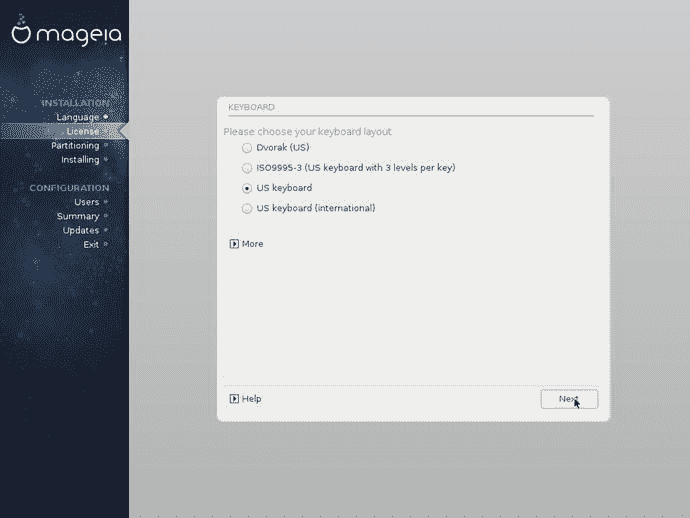 mageia
INSTALLATION
Language
License
Partitioning
Installing
CONFIGURATION
Users
Summary
Updates
Exit
KEYBOARD
Please choose your keyboard layout
Dvorak (US)
ISO9995-3 (US keyboard with 3 levels per key)
US keyboard
US keyboard (international)
More
Help
Next